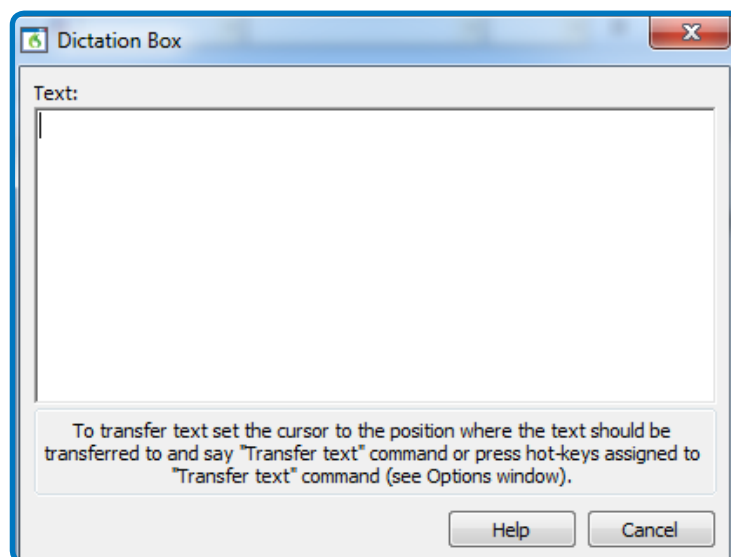 Dictation Box
Text:
To transfer text set the cursor to the position where the text should be
transferred to and say "Transfer text" command or press hot-keys assigned to
"Transfer text" command (see Options window).
Help Cancel